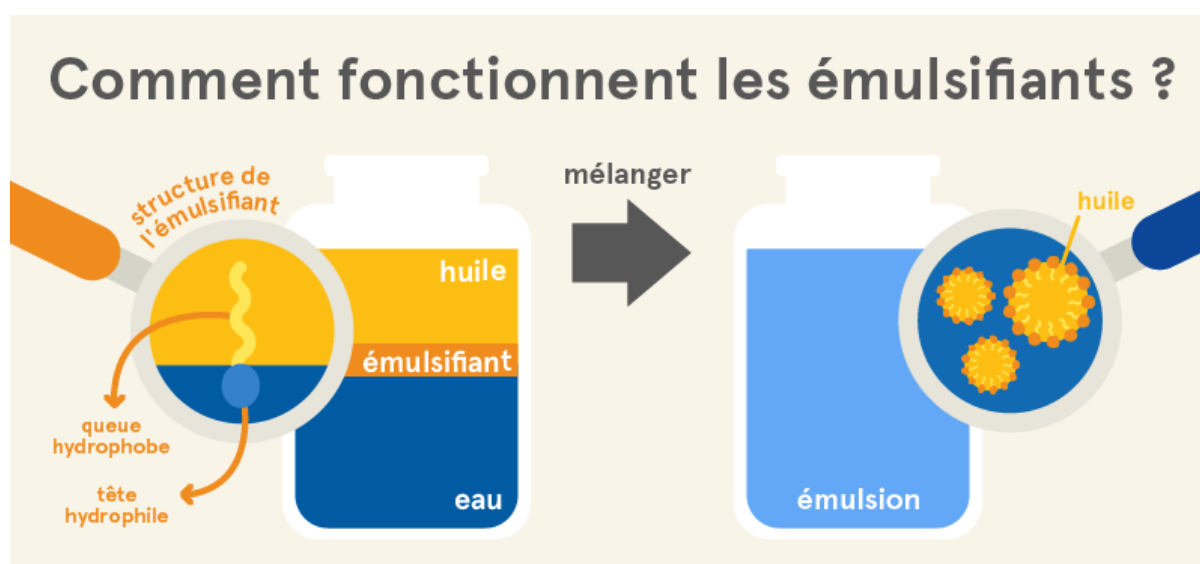 Comment fonctionnent les émulsifiants ?
structure de
l'émulsifiant
huile
émulsifiant
eau
queue
hydrophobe
tête
hydrophile
mélanger
émulsion
huile